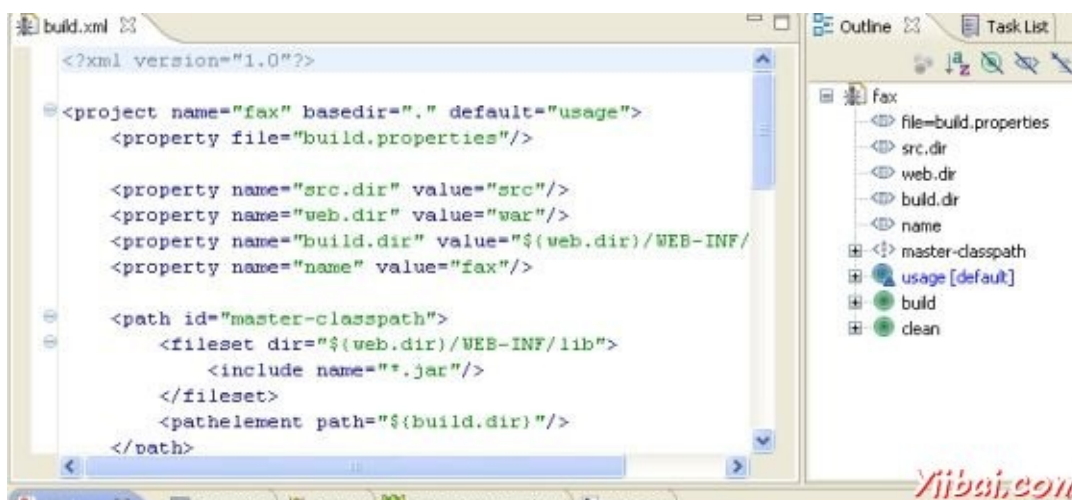 build.xml
<?xml version="1.0"?>
<project name="fax" basedir="." default="usage">
<property file="build.properties"/>
<property name="src.dir" value="src"/>
<property name="web.dir" value="war"/>
<property name="build.dir" value="${web.dir}/WEB-INF/
<property name="name" value="fax"/>
<path id="master-classpath">
<fileset dir="${web.dir}/WEB-INF/lib">
<include name="*.jar"/>
</fileset>
<pathelement path="${build.dir}"/>
</path>
Outline
Task List
fax
file=build.properties
src.dir
web.dir
build.dir
name
master-classpath
usage [default]
build
clean
Yiibai.com